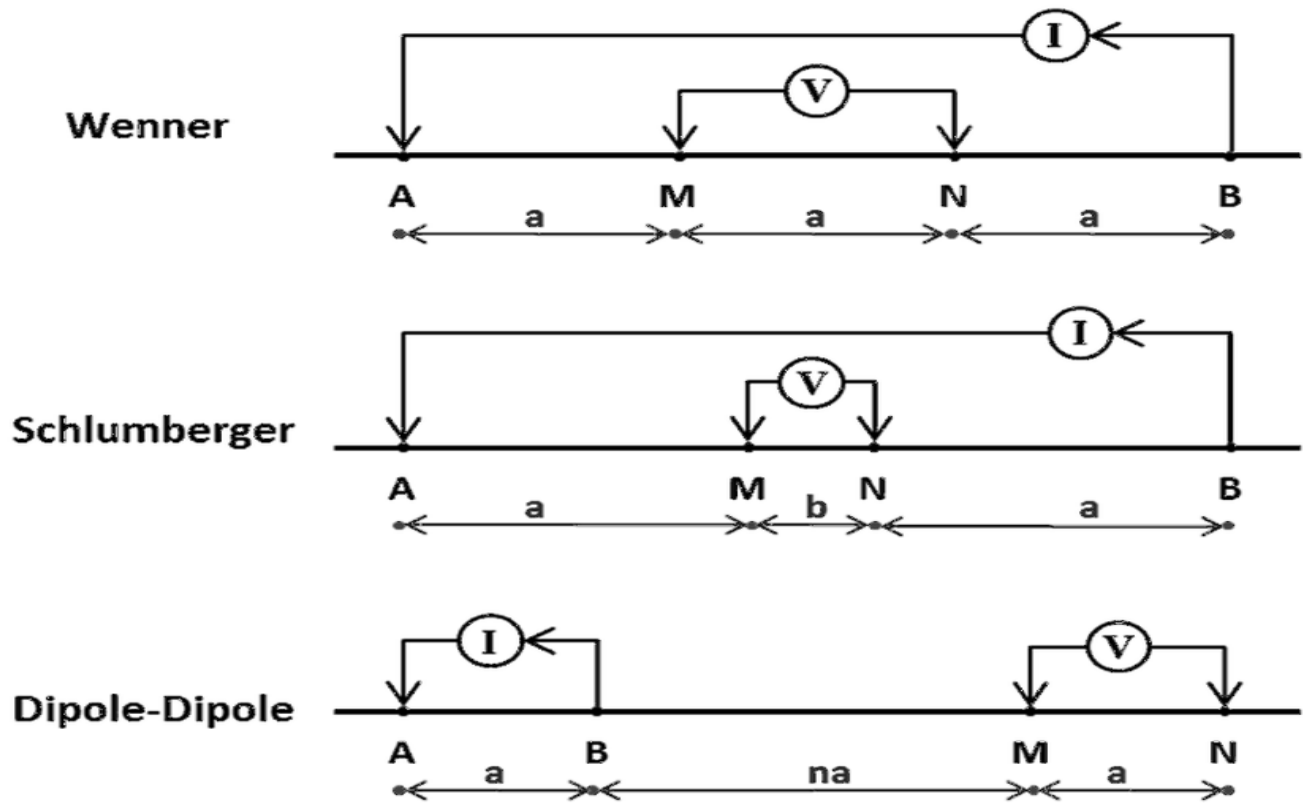 I
V
Wenner
A M N B
a a a
I
V
Schlumberger
A M N B
a b a
I V
Dipole-Dipole
A B M N
a na a